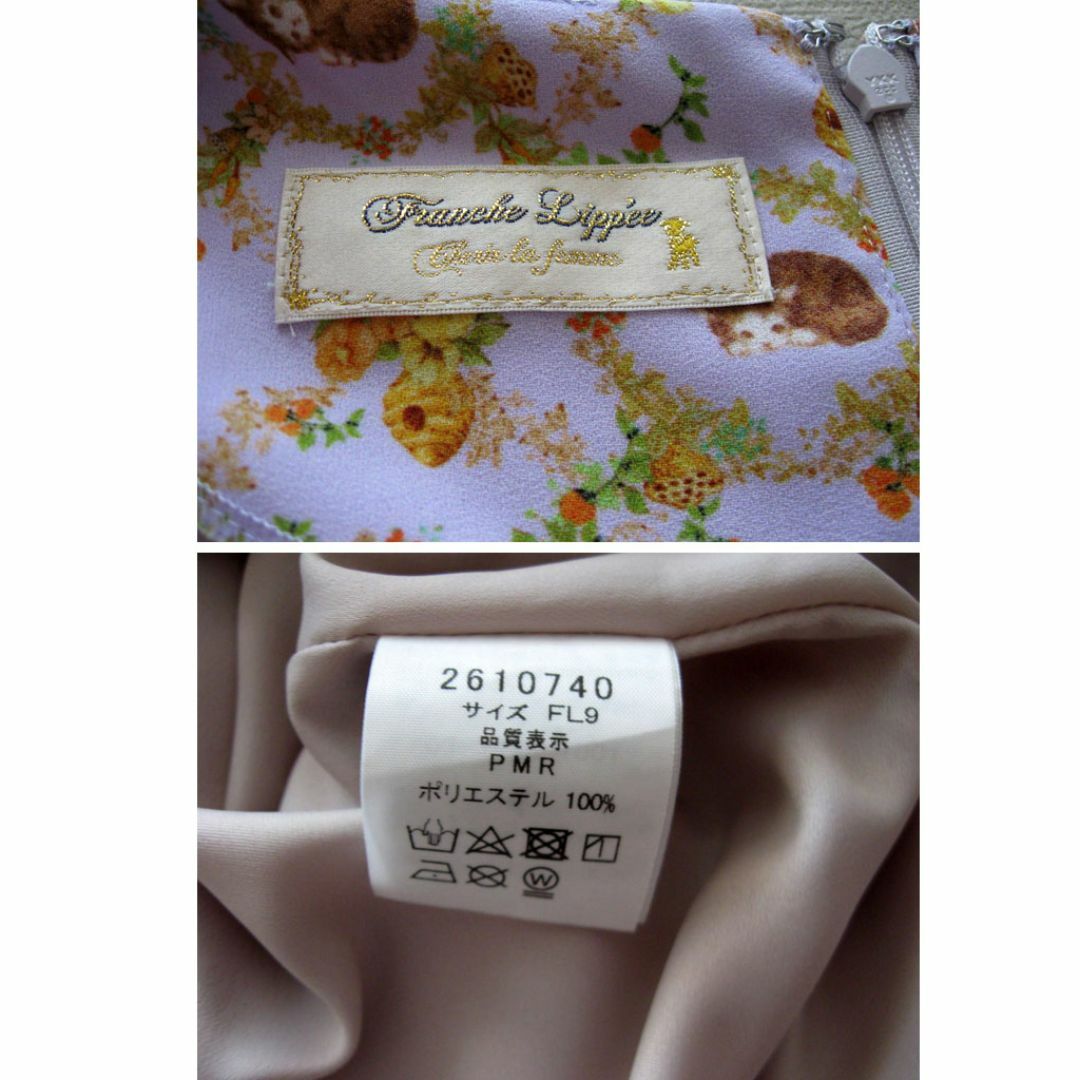 YKK
Franche Lippée
2610740
サイズ FL9
品質表示
PMR
ポリエステル 100%
W